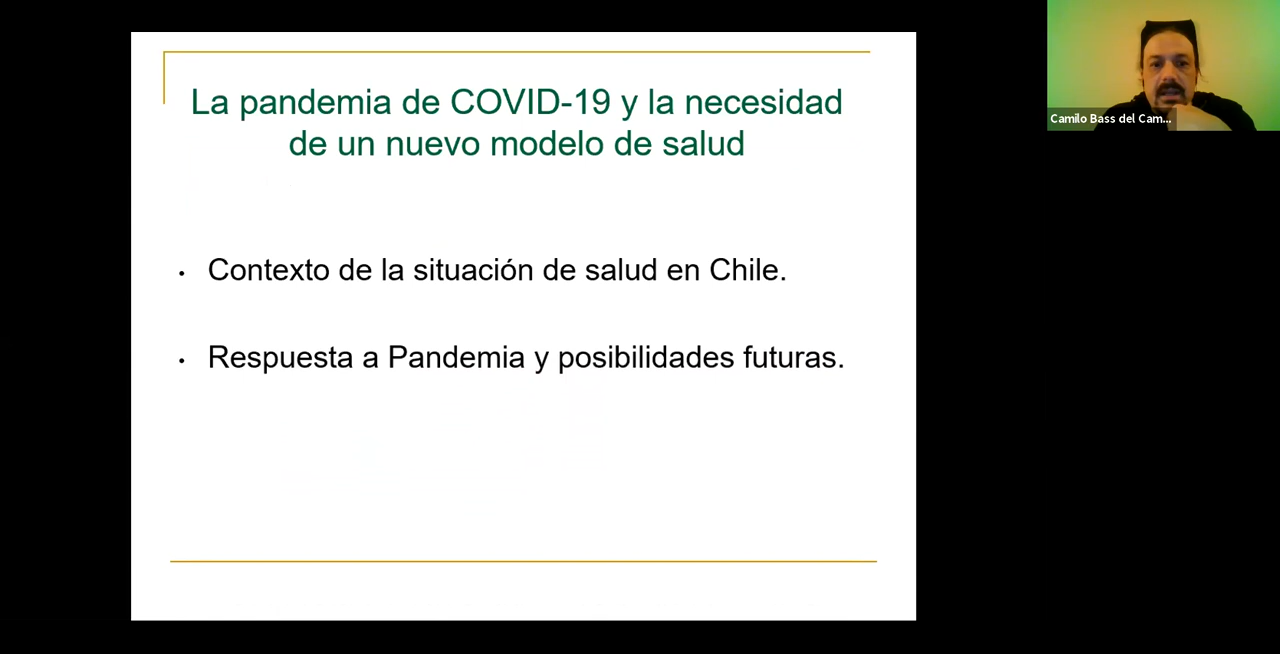 La pandemia de COVID-19 y la necesidad
de un nuevo modelo de salud
• Contexto de la situación de salud en Chile.
• Respuesta a Pandemia y posibilidades futuras.
Camilo Bass del Cam...